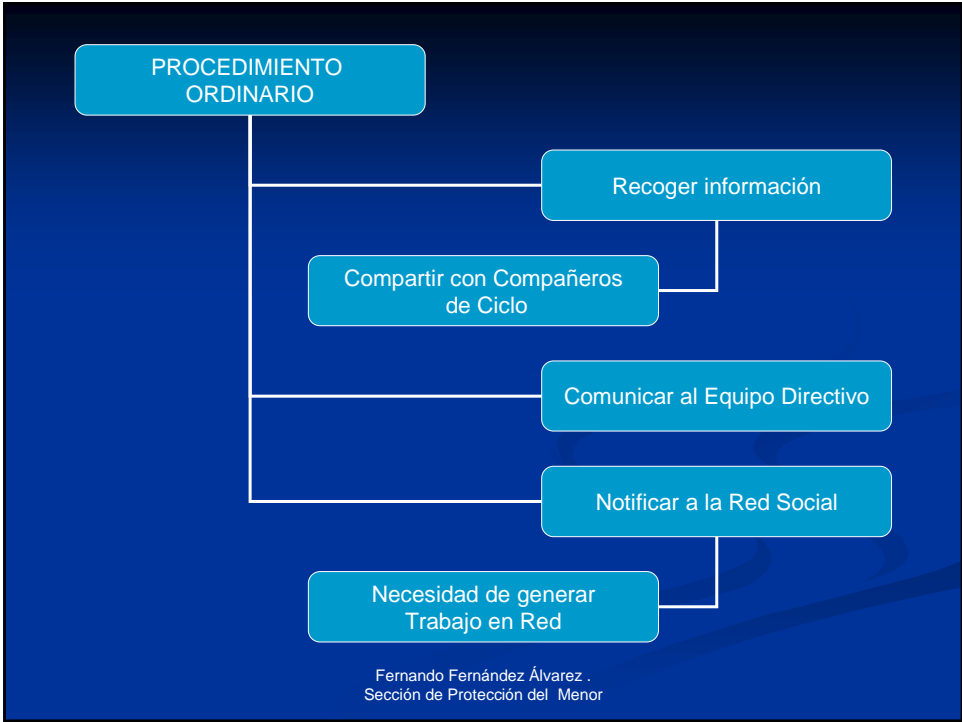 PROCEDIMIENTO
ORDINARIO
Recoger información
Compartir con Compañeros
de Ciclo
Comunicar al Equipo Directivo
Notificar a la Red Social
Necesidad de generar
Trabajo en Red
Fernando Fernández Álvarez .
Sección de Protección del  Menor